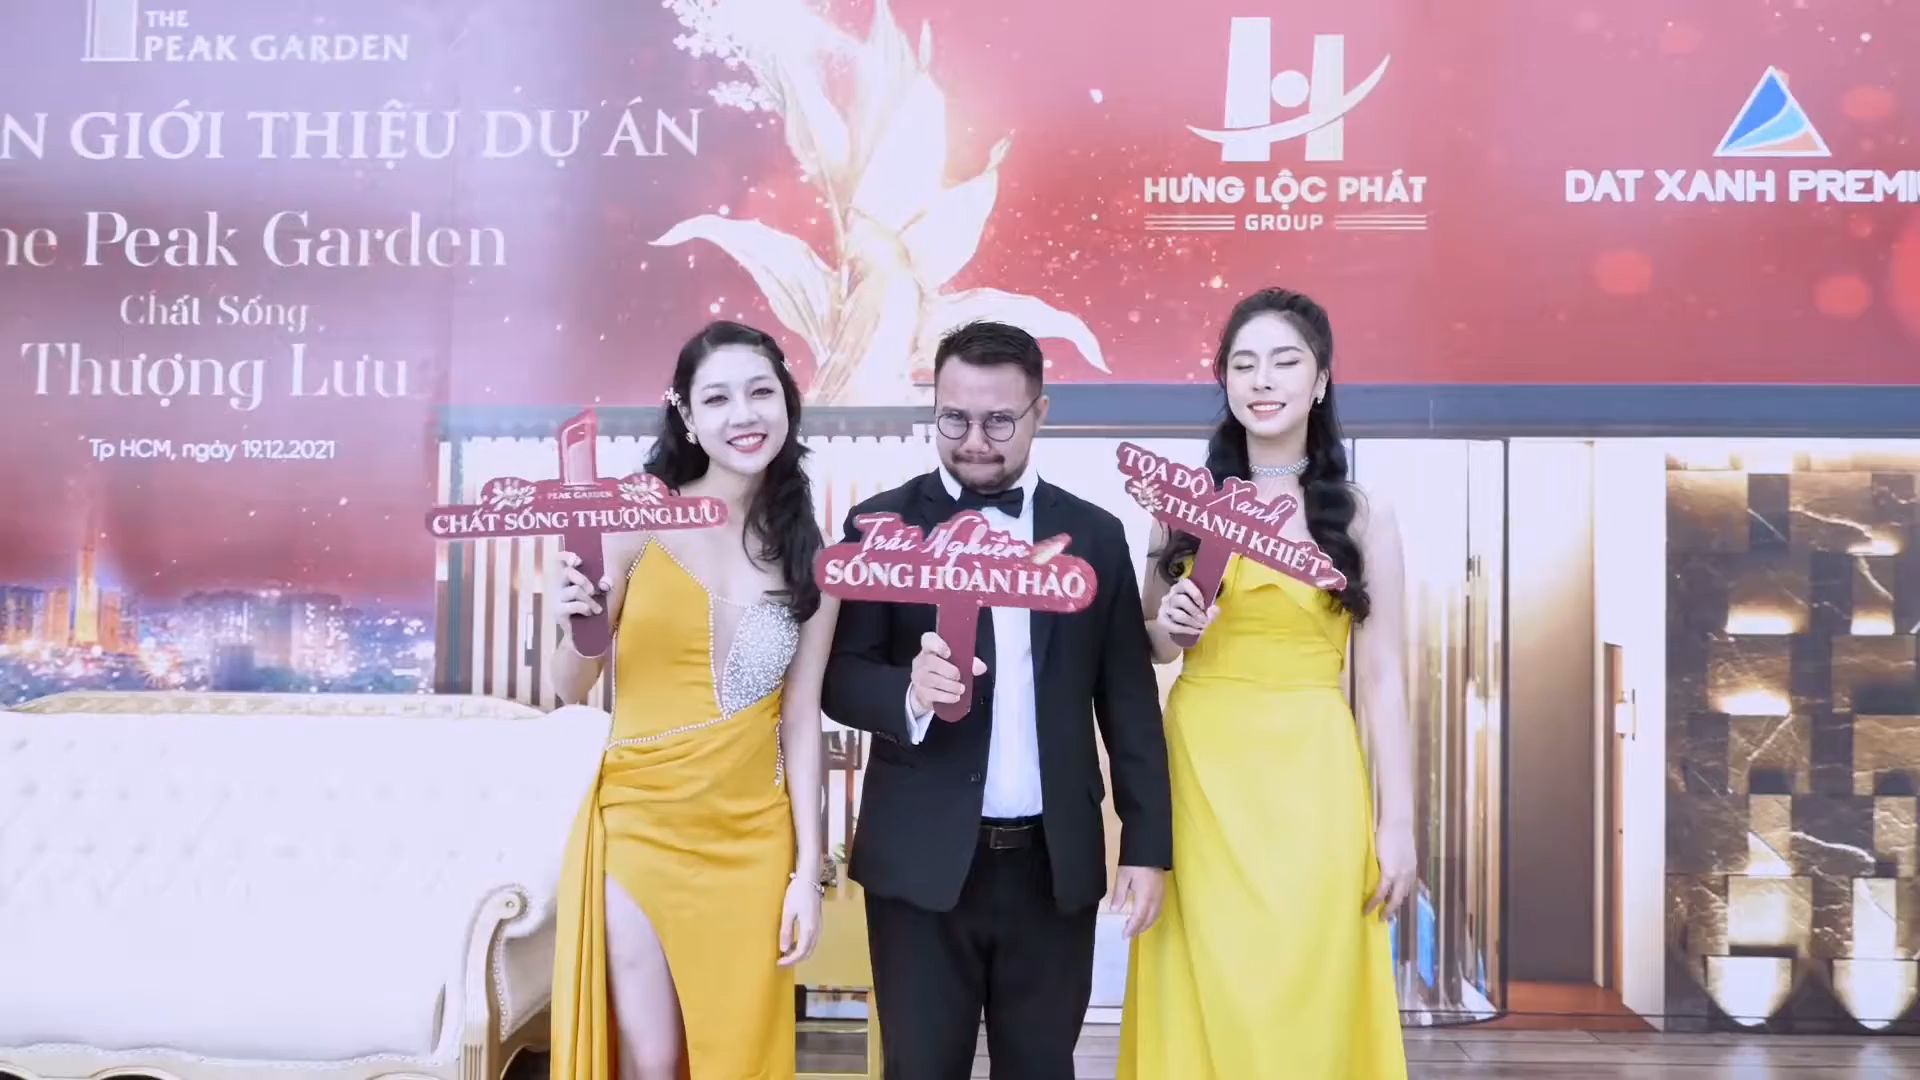 THE
PEAK GARDEN
N GIỚI THIỆU DỰ ÁN
he Peak Garden
Chất Sống
Thượng Lưu
Tp HCM, ngày 19.12.2021
HƯNG LỘC PHÁT
GROUP
DAT XANH PREMI
PEAK GARDEN
CHẤT SỐNG THƯỢNG LƯU
Trải Nghiệm
SỐNG HOÀN HẢO
TỌA ĐỘ Xanh
THANH KHIẾT